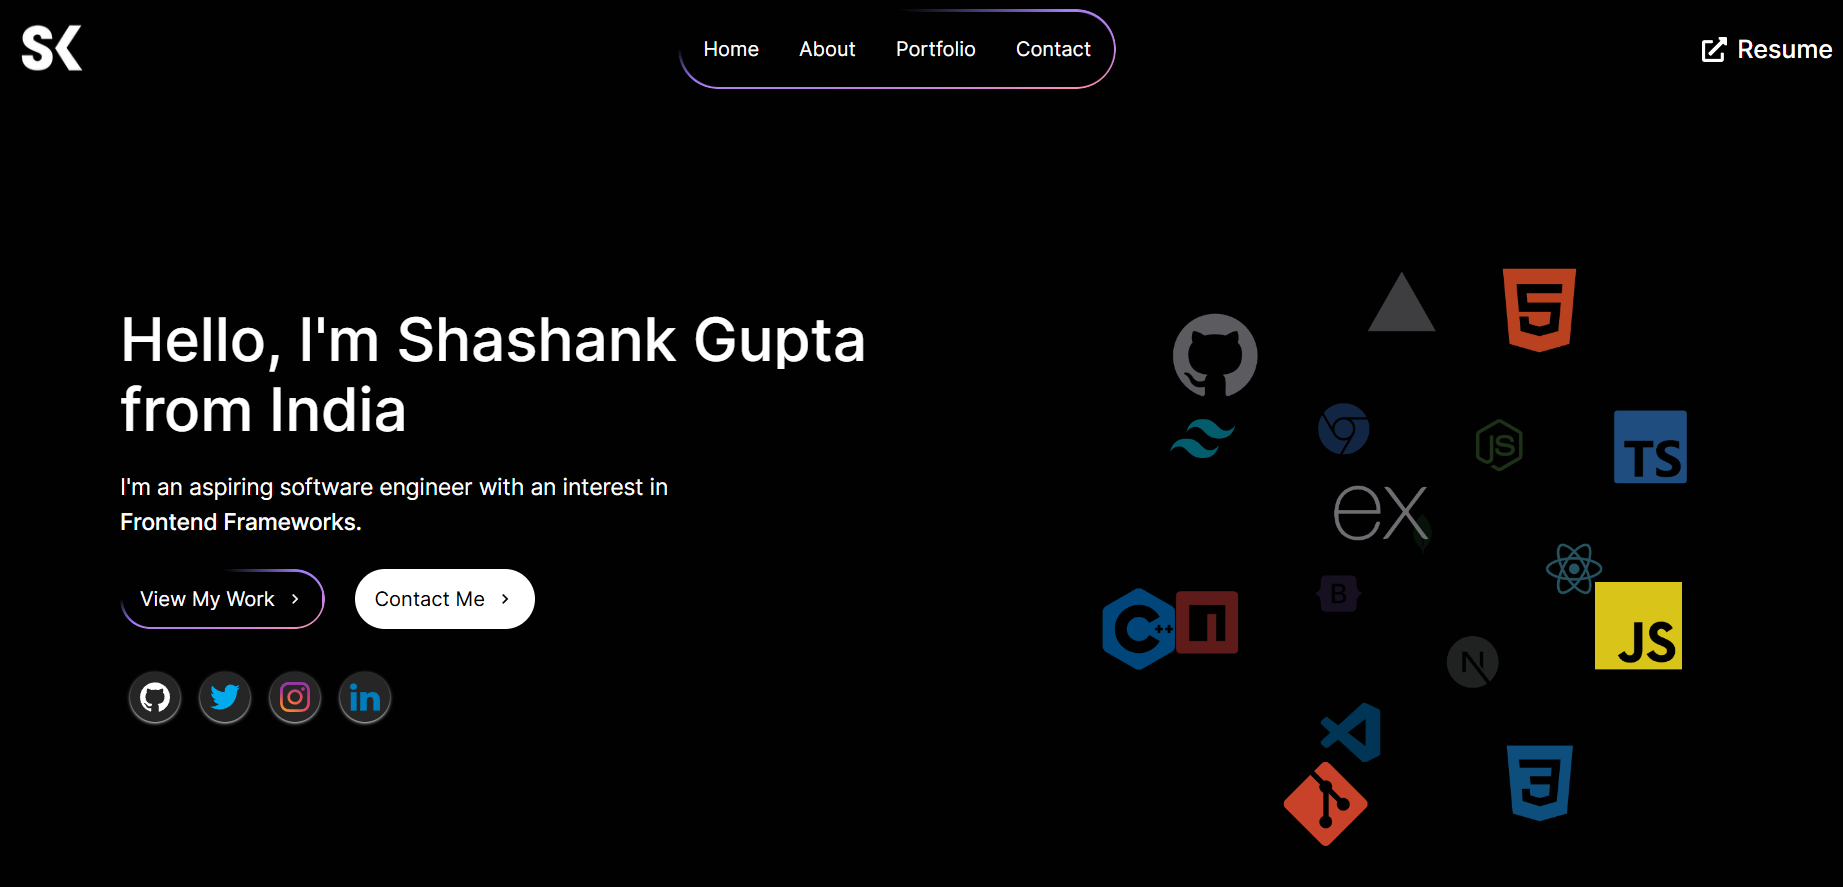 SK
Home About Portfolio Contact
Resume
Hello, I'm Shashank Gupta
from India
I'm an aspiring software engineer with an interest in
Frontend Frameworks.
View My Work
Contact Me
in
5
JS
TS
ex
B
C++
n
JS
N
3